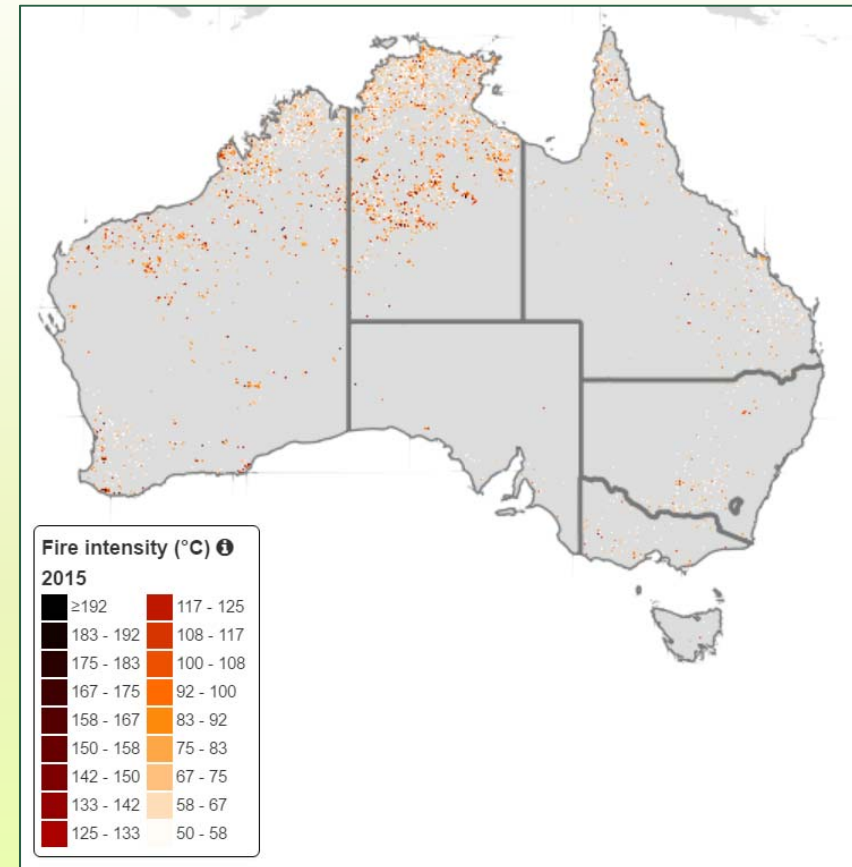 Fire intensity (°C)
2015
≥192
183 - 192
175 - 183
167 - 175
158 - 167
150 - 158
142 - 150
133 - 142
125 - 133
117 - 125
108 - 117
100 - 108
92 - 100
83 - 92
75 - 83
67 - 75
58 - 67
50 - 58